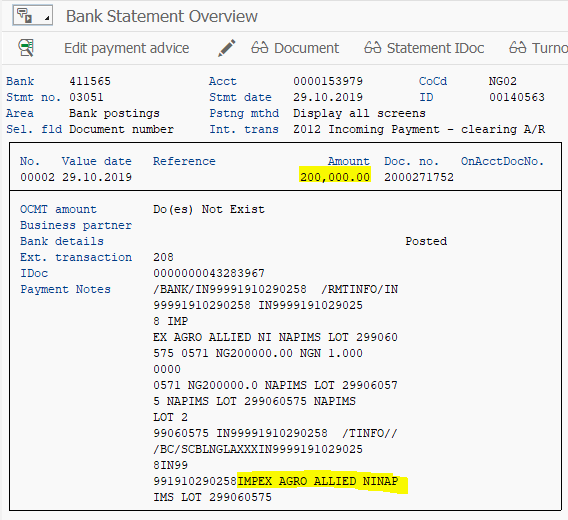 Bank Statement Overview
Edit payment advice Document Statement IDoc Turno
Bank 411565 Acct 0000153979 CoCd NG02
Stmt no. 03051 Stmt date 29.10.2019 ID 00140563
Area Bank postings Pstng mthd Display all screens
Sel. fld Document number Int. trans Z012 Incoming Payment - clearing A/R
No. Value date Reference Amount Doc. no. OnAcctDocNo.
00002 29.10.2019 200,000.00 2000271752
OCMT amount Do(es) Not Exist
Business partner
Bank details Posted
Ext. transaction 208
IDoc 0000000043283967
Payment Notes /BANK/IN99991910290258 /RMTINFO/IN
99991910290258 IN9999191029025
8 IMP
EX AGRO ALLIED NI NAPIMS LOT 299060
575 0571 NG200000.00 NGN 1.000
0000
0571 NG200000.0 NAPIMS LOT 29906057
5 NAPIMS LOT 299060575 NAPIMS
LOT 2
99060575 IN99991910290258 /TINFO//
/BC/SCBLNGLAXXXIN9999191029025
8IN99
991910290258IMPEX AGRO ALLIED NINAP
IMS LOT 299060575